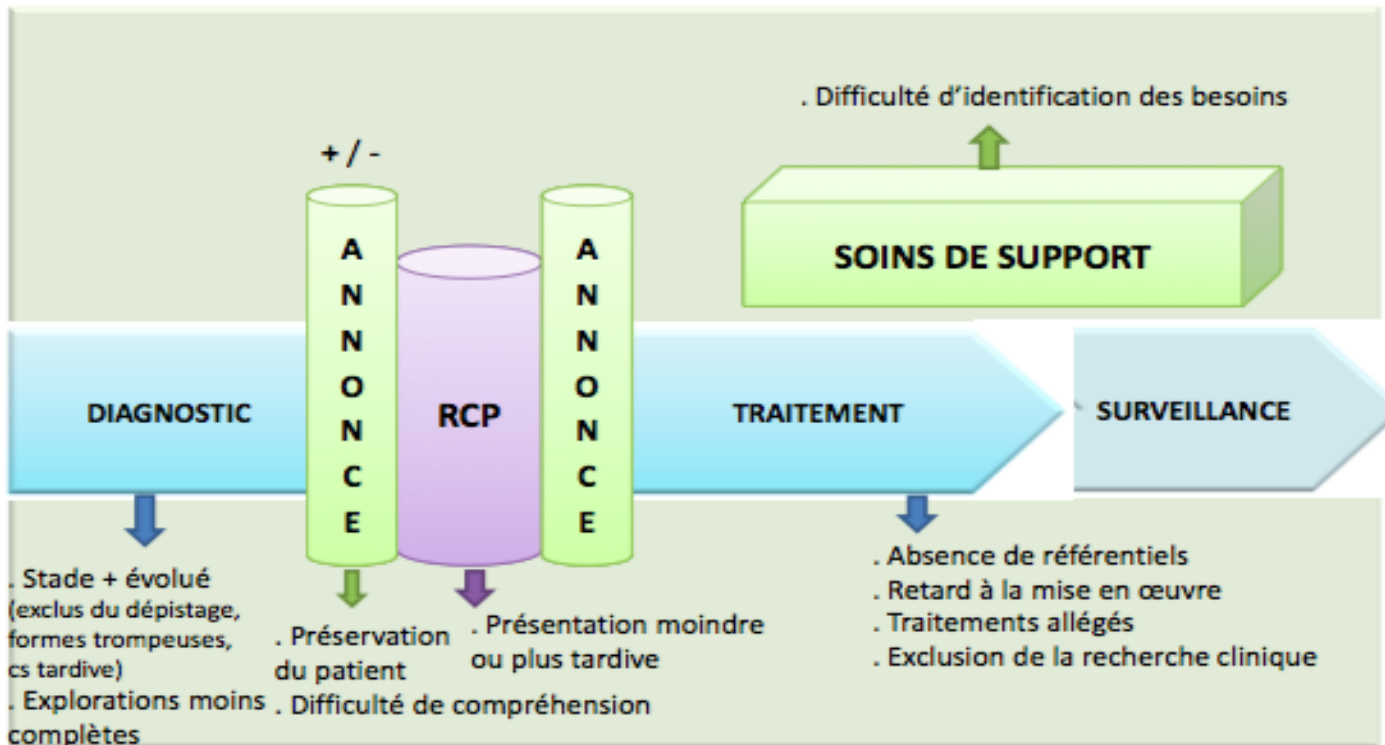 . Difficulté d'identification des besoins
+ / -
ANNONCE
ANNONCE
SOINS DE SUPPORT
DIAGNOSTIC
RCP
TRAITEMENT
SURVEILLANCE
. Stade + évolué
(exclus du dépistage,
formes trompeuses,
cs tardive)
. Explorations moins
complètes
. Préservation
du patient
. Difficulté de compréhension
. Présentation moindre
ou plus tardive
. Absence de référentiels
. Retard à la mise en œuvre
. Traitements allégés
. Exclusion de la recherche clinique